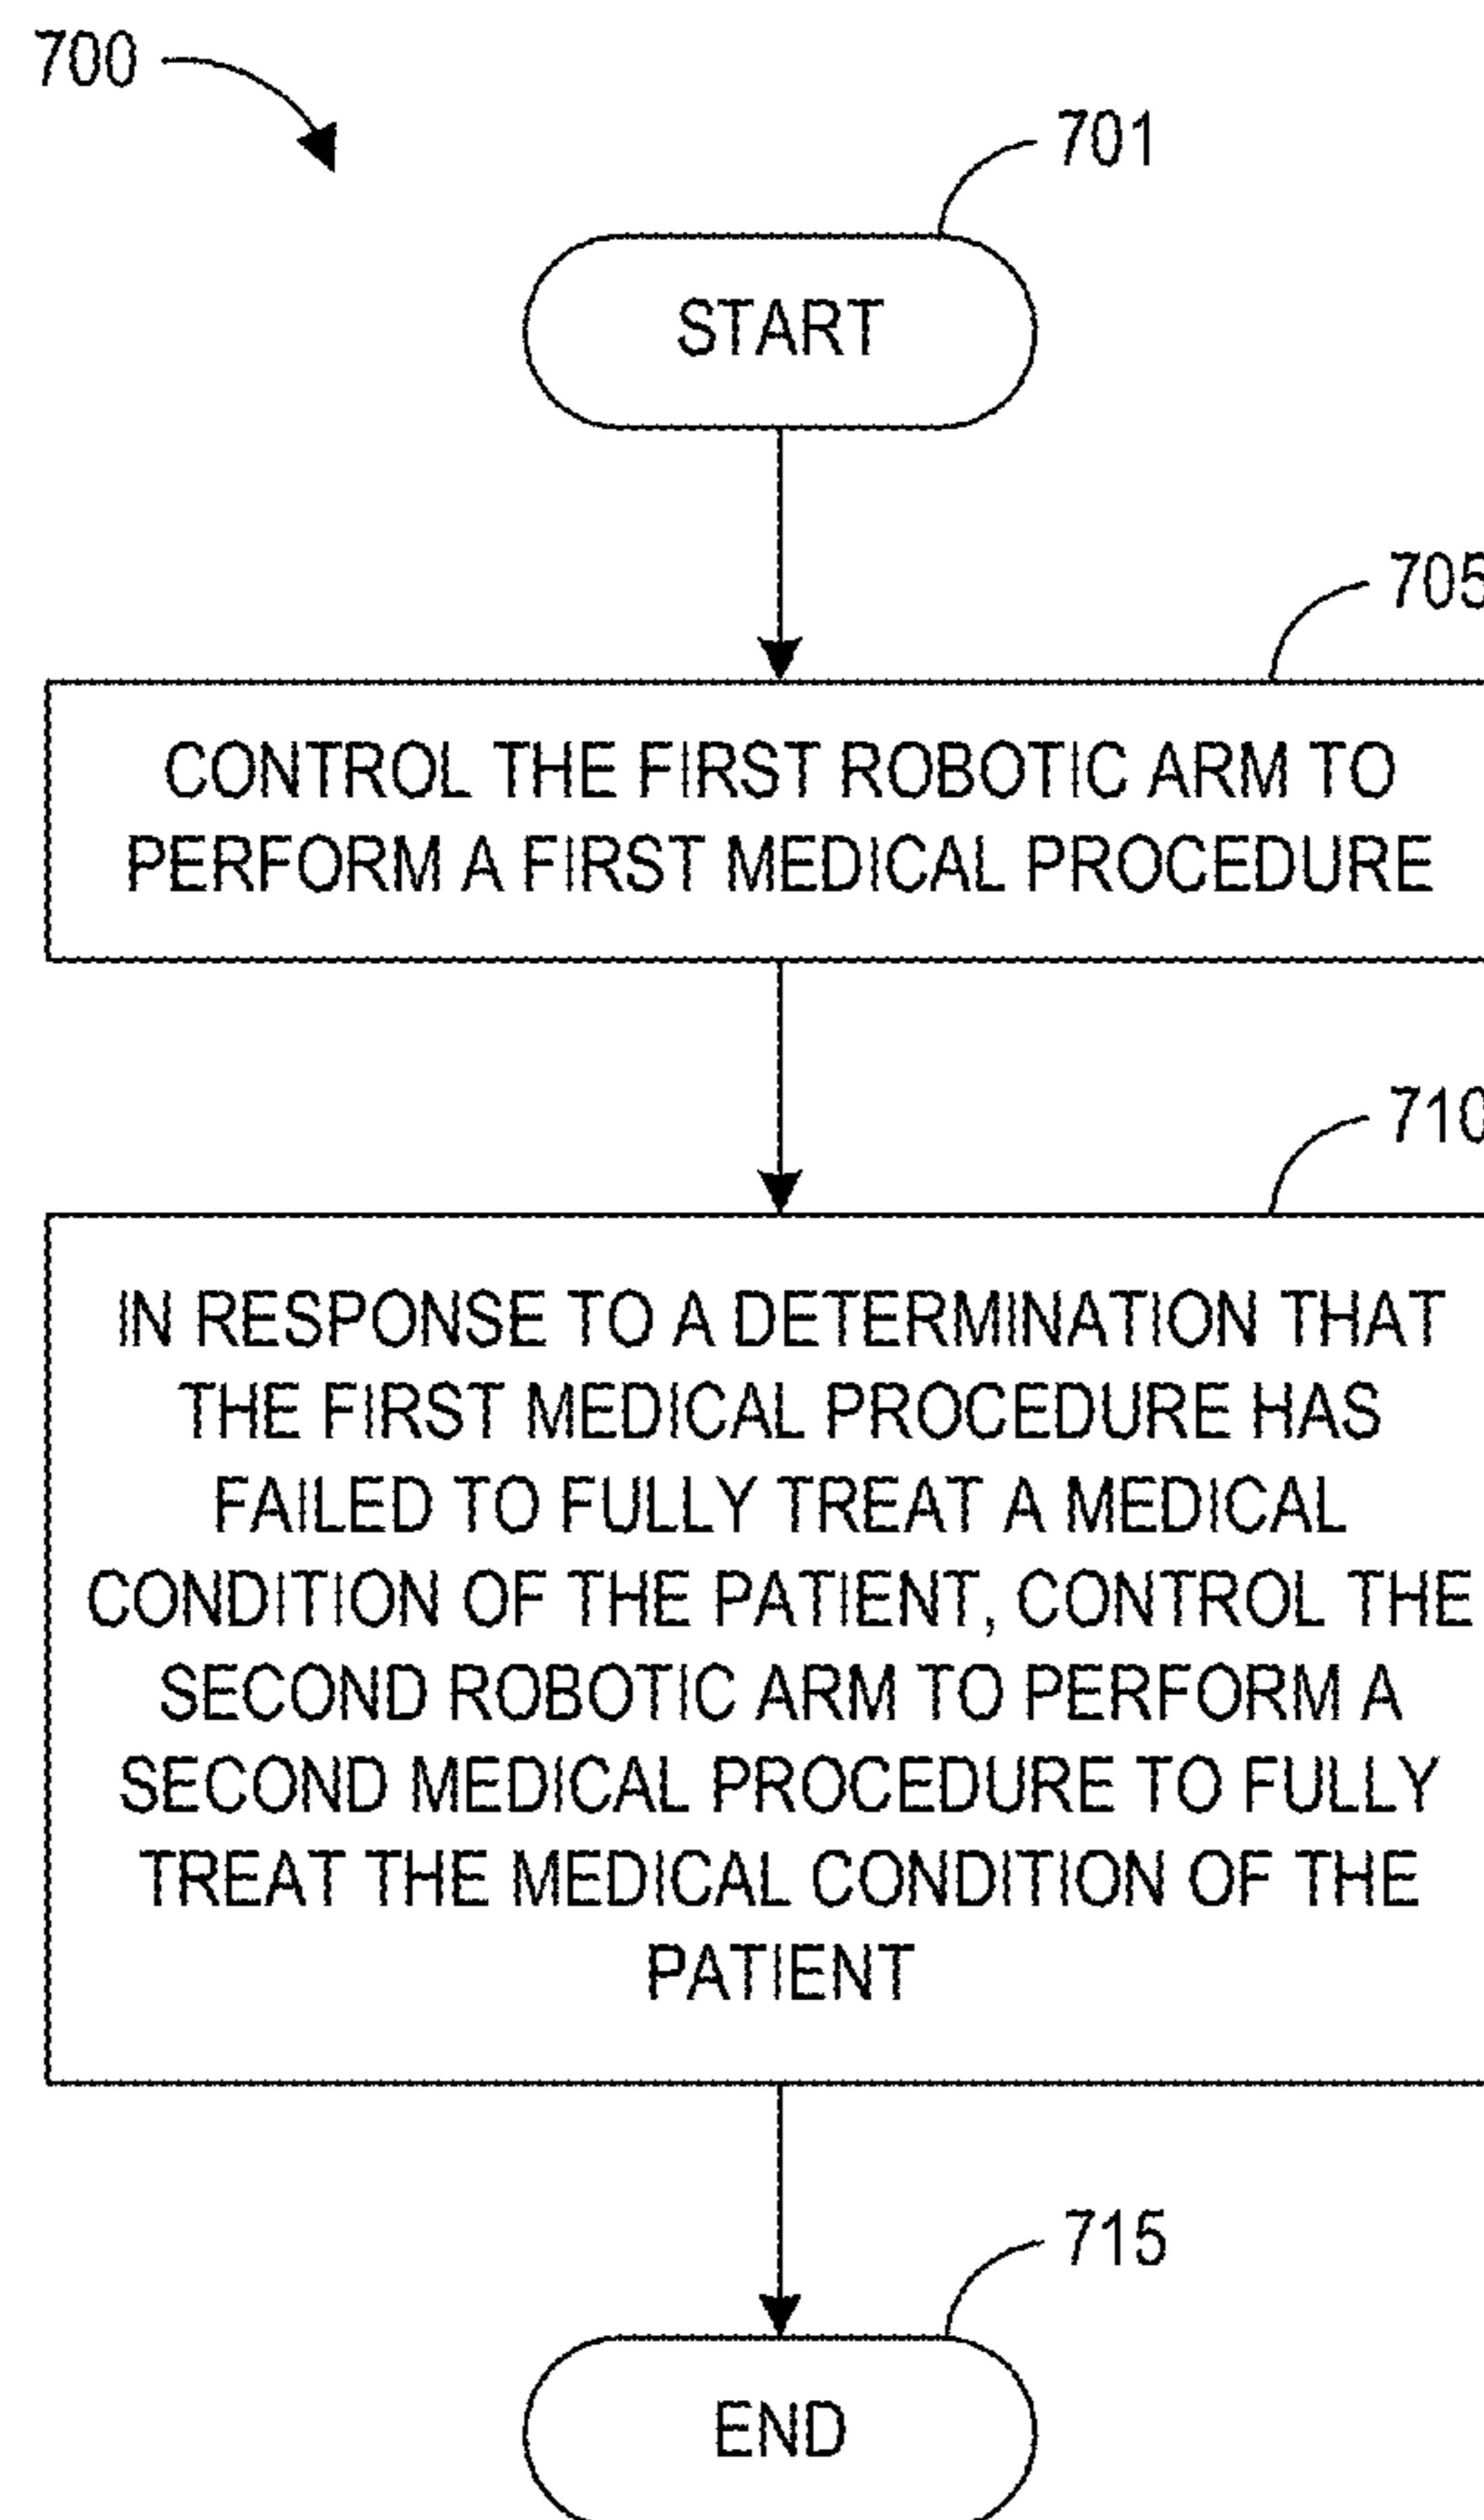 700
701
START
705
CONTROL THE FIRST ROBOTIC ARM TO
PERFORM A FIRST MEDICAL PROCEDURE
710
IN RESPONSE TO A DETERMINATION THAT
THE FIRST MEDICAL PROCEDURE HAS
FAILED TO FULLY TREAT A MEDICAL
CONDITION OF THE PATIENT, CONTROL THE
SECOND ROBOTIC ARM TO PERFORM A
SECOND MEDICAL PROCEDURE TO FULLY
TREAT THE MEDICAL CONDITION OF THE
PATIENT
715
END